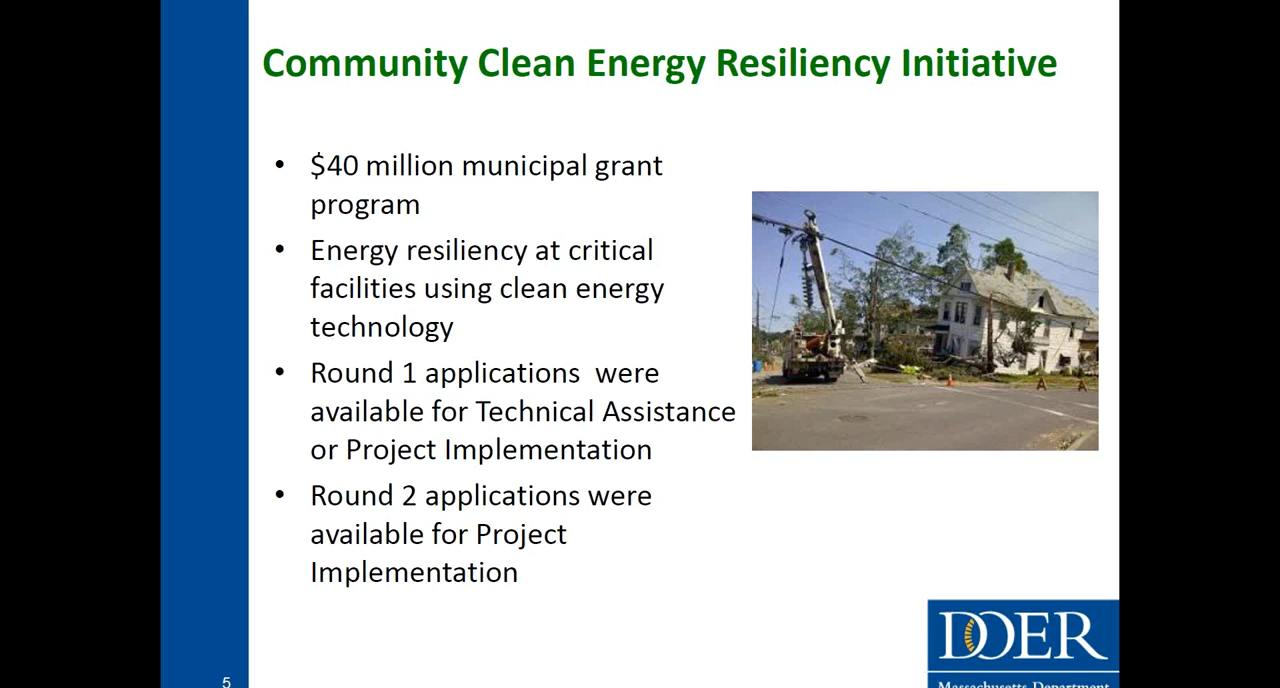 Community Clean Energy Resiliency Initiative
• $40 million municipal grant
program
• Energy resiliency at critical
facilities using clean energy
technology
• Round 1 applications  were
available for Technical Assistance
or Project Implementation
• Round 2 applications were
available for Project
Implementation
DOER
Massachusetts Department
5